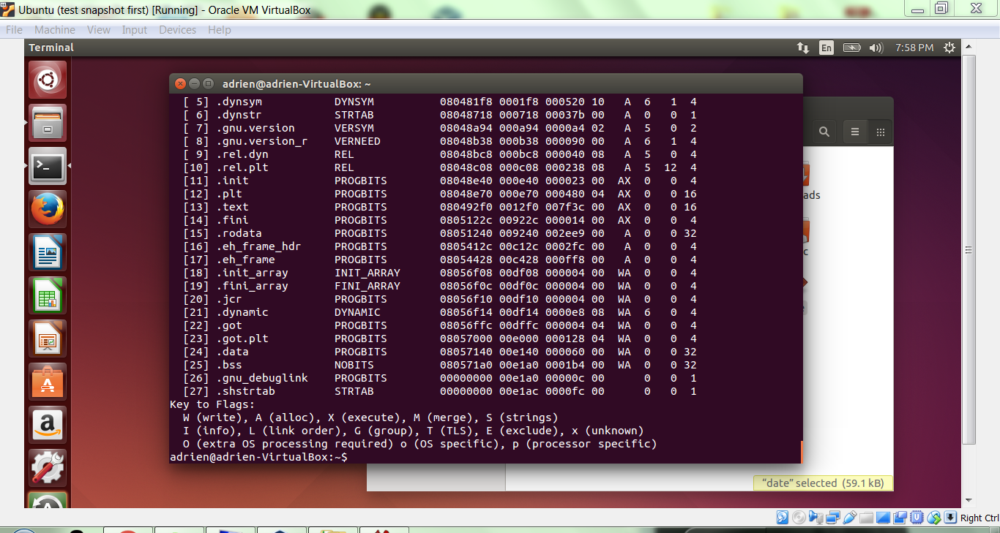 Ubuntu (test snapshot first) [Running] - Oracle VM VirtualBox
File Machine View Input Devices Help
Terminal En 7:58 PM
adrien@adrien-VirtualBox: ~
[ 5] .dynsym DYNSYM 080481f8 0001f8 000520 10 A 6 1 4
[ 6] .dynstr STRTAB 08048718 000718 00037b 00 A 0 0 1
[ 7] .gnu.version VERSYM 08048a94 000a94 0000a4 02 A 5 0 2
[ 8] .gnu.version_r VERNEED 08048b38 000b38 000090 00 A 6 1 4
[ 9] .rel.dyn REL 08048bc8 000bc8 000040 08 A 5 0 4
[10] .rel.plt REL 08048c08 000c08 000238 08 A 5 12 4
[11] .init PROGBITS 08048e40 000e40 000023 00 AX 0 0 4
[12] .plt PROGBITS 08048e70 000e70 000480 04 AX 0 0 16
[13] .text PROGBITS 080492f0 0012f0 007f3c 00 AX 0 0 16
[14] .fini PROGBITS 0805122c 00922c 000014 00 AX 0 0 4
[15] .rodata PROGBITS 08051240 009240 002ee9 00 A 0 0 32
[16] .eh_frame_hdr PROGBITS 0805412c 00c12c 0002fc 00 A 0 0 4
[17] .eh_frame PROGBITS 08054428 00c428 000ff8 00 A 0 0 4
[18] .init_array INIT_ARRAY 08056f08 00df08 000004 00 WA 0 0 4
[19] .fini_array FINI_ARRAY 08056f0c 00df0c 000004 00 WA 0 0 4
[20] .jcr PROGBITS 08056f10 00df10 000004 00 WA 0 0 4
[21] .dynamic DYNAMIC 08056f14 00df14 0000e8 08 WA 6 0 4
[22] .got PROGBITS 08056ffc 00dffc 000004 04 WA 0 0 4
[23] .got.plt PROGBITS 08057000 00e000 000128 04 WA 0 0 4
[24] .data PROGBITS 08057140 00e140 000060 00 WA 0 0 32
[25] .bss NOBITS 080571a0 00e1a0 0001b4 00 WA 0 0 32
[26] .gnu_debuglink PROGBITS 00000000 00e1a0 00000c 00 0 0 1
[27] .shstrtab STRTAB 00000000 00e1ac 0000fc 00 0 0 1
Key to Flags:
W (write), A (alloc), X (execute), M (merge), S (strings)
I (info), L (link order), G (group), T (TLS), E (exclude), x (unknown)
O (extra OS processing required) o (OS specific), p (processor specific)
adrien@adrien-VirtualBox:~$
ads
c
“date” selected (59.1 kB)
Right Ctrl